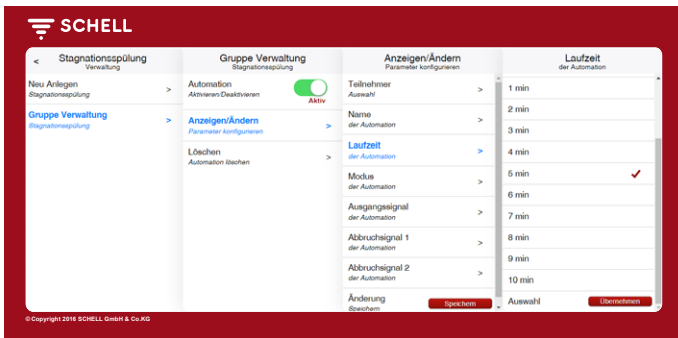 SCHELL
< Stagnationsspülung
Verwaltung
Neu Anlegen
Stagnationsspülung >
Gruppe Verwaltung
Stagnationsspülung >
Gruppe Verwaltung
Stagnationsspülung
Automation
Aktivieren/Deaktivieren
Aktiv
Anzeigen/Ändern
Parameter konfigurieren >
Löschen
Automation löschen >
Anzeigen/Ändern
Parameter konfigurieren
Teilnehmer
Auswahl >
Name
der Automation >
Laufzeit
der Automation >
Modus
der Automation >
Ausgangssignal
der Automation >
Abbruchsignal 1
der Automation >
Abbruchsignal 2
der Automation >
Änderung
Speichern
Speichern
Laufzeit
der Automation
1 min
2 min
3 min
4 min
5 min
6 min
7 min
8 min
9 min
10 min
Auswahl Übernehmen
©Copyright 2016 SCHELL GmbH & Co.KG